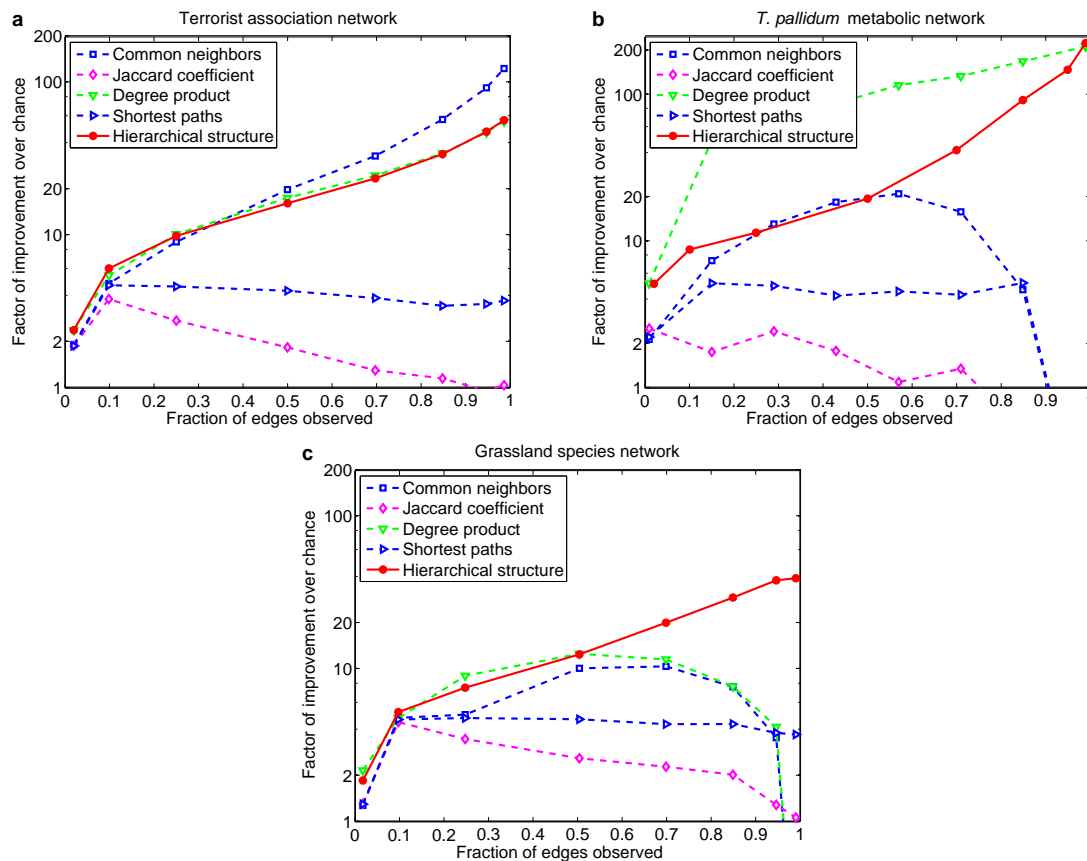 a
Terrorist association network
200
100
20
10
2
1
Factor of improvement over chance
Common neighbors
Jaccard coefficient
Degree product
Shortest paths
Hierarchical structure
0 0.1 0.2 0.3 0.4 0.5 0.6 0.7 0.8 0.9 1
Fraction of edges observed
b
T. pallidum metabolic network
200
100
20
10
2
1
Factor of improvement over chance
Common neighbors
Jaccard coefficient
Degree product
Shortest paths
Hierarchical structure
0 0.1 0.2 0.3 0.4 0.5 0.6 0.7 0.8 0.9 1
Fraction of edges observed
c
Grassland species network
200
100
20
10
2
1
Factor of improvement over chance
Common neighbors
Jaccard coefficient
Degree product
Shortest paths
Hierarchical structure
0 0.1 0.2 0.3 0.4 0.5 0.6 0.7 0.8 0.9 1
Fraction of edges observed